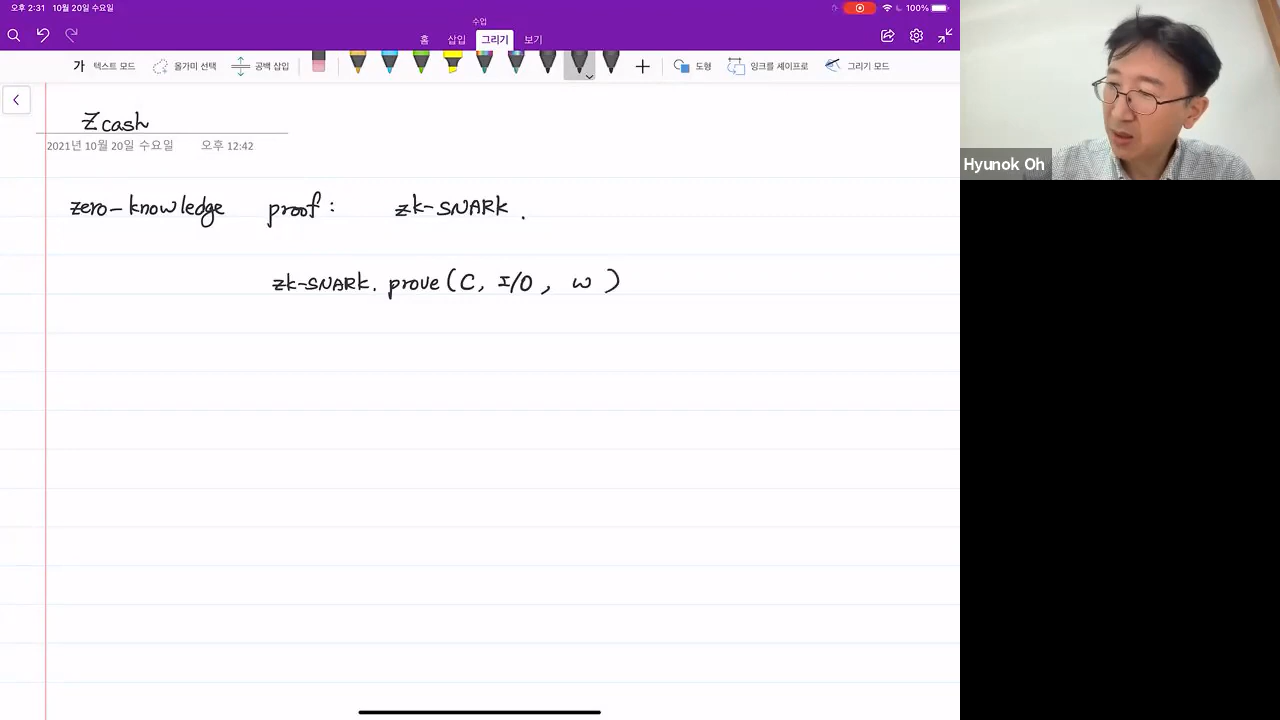 오후 2:31 10월 20일 수요일
100%
수업
홈 삽입 그리기 보기
가 텍스트 모드 올가미 선택 공백 삽입 도형 잉크를 셰이프로 그리기 모드
Zcash
2021년 10월 20일 수요일 오후 12:42
zero-knowledge proof: zk-SNARK.
zk-SNARK. prove (C, I/O, w)
Hyunok Oh